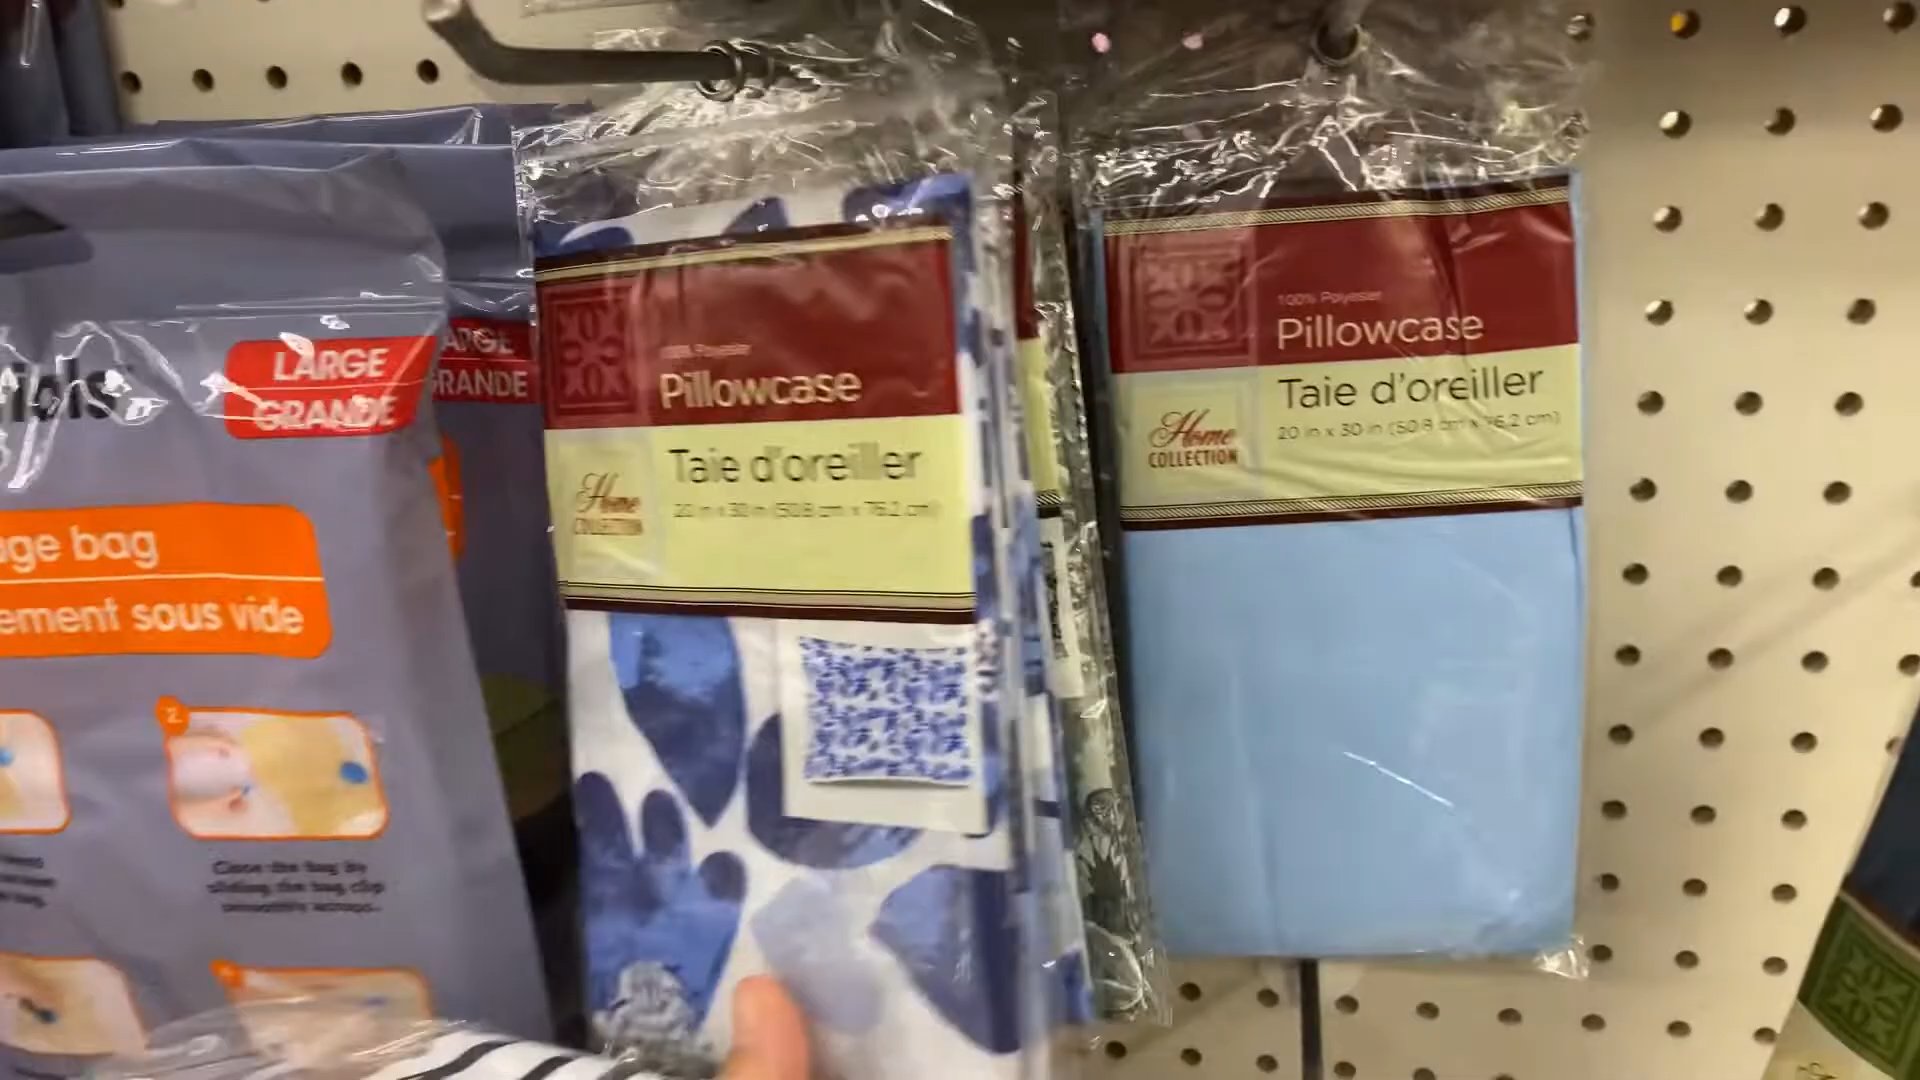 LARGE
GRANDE
ARGE
GRANDE
age bag
ement sous vide
2
Close the bag by
sliding the bag clip
100% Polyester
Pillowcase
Taie d'oreiller
20 in x 30 in (50.8 cm x 76.2 cm)
Home
COLLECTION
100% Polyester
Pillowcase
Taie d'oreiller
20 in x 30 in (50.8 cm x 76.2 cm)
Home
COLLECTION